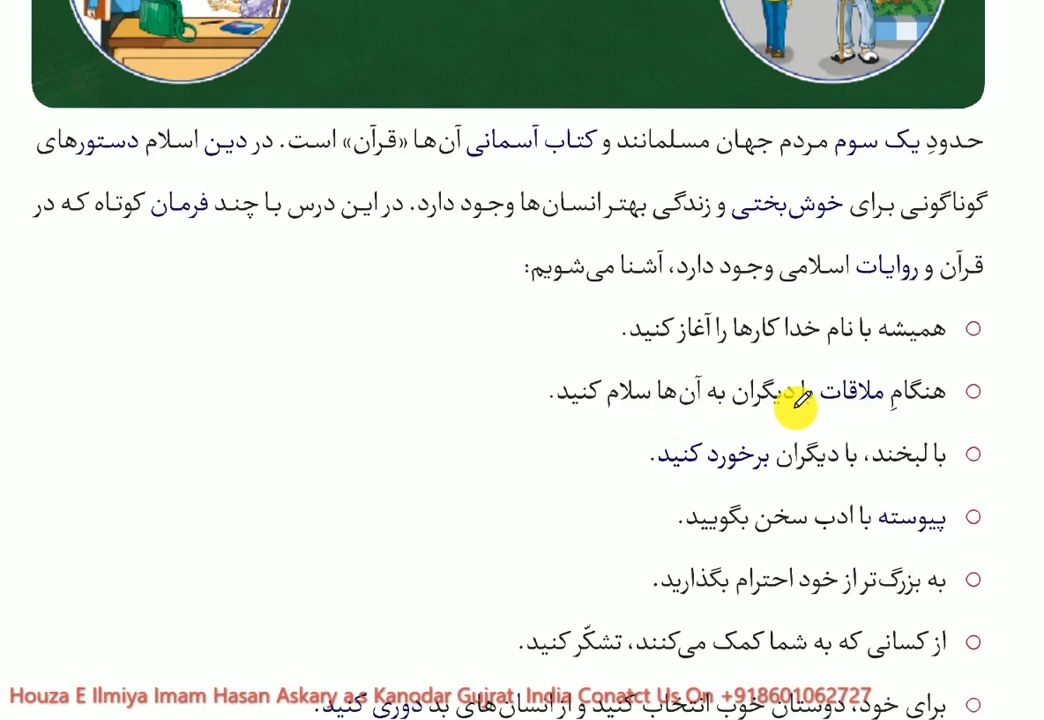 حدودِ یک سوم مردم جهان مسلمانند و کتاب آسمانی آن‌ها «قرآن» است. در دین اسلام دستورهای
گوناگونی برای خوش‌بختی و زندگی بهتر انسان‌ها وجود دارد. در این درس با چند فرمان کوتاه که در
قرآن و روایات اسلامی وجود دارد، آشنا می‌شویم:
○ همیشه با نام خدا کارها را آغاز کنید.
○ هنگامِ ملاقات با دیگران به آن‌ها سلام کنید.
○ با لبخند، با دیگران برخورد کنید.
○ پیوسته با ادب سخن بگویید.
○ به بزرگ‌تر از خود احترام بگذارید.
○ از کسانی که به شما کمک می‌کنند، تشکّر کنید.
○ برای خود، دوستان خوب انتخاب کنید و از انسان‌های بد دوری کنید.
Houza E Ilmiya Imam Hasan Askary a.s Kanodar Gujrat India Conatct Us On +918601062727